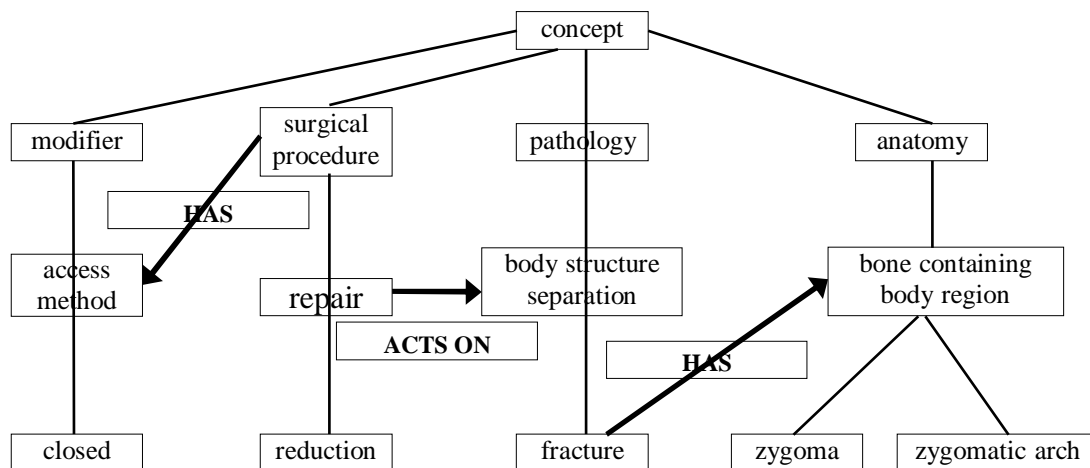 concept
modifier
surgical
procedure
pathology
anatomy
HAS
access
method
repair
body structure
separation
bone containing
body region
ACTS ON
HAS
closed
reduction
fracture
zygoma
zygomatic arch